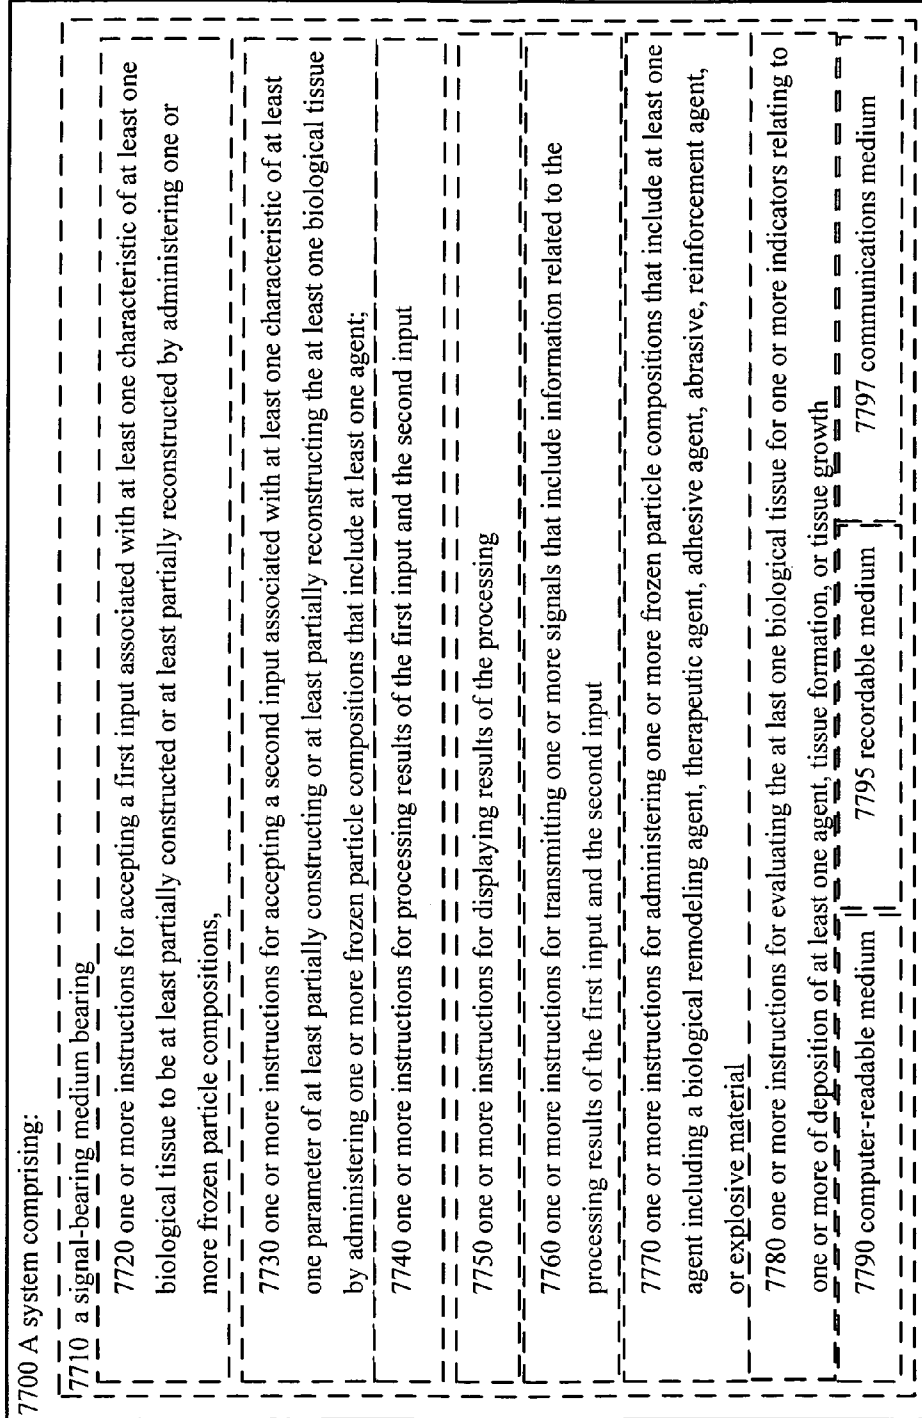 7700 A system comprising:
7710 a signal-bearing medium bearing
7720 one or more instructions for accepting a first input associated with at least one characteristic of at least one
biological tissue to be at least partially constructed or at least partially reconstructed by administering one or
more frozen particle compositions,
7730 one or more instructions for accepting a second input associated with at least one characteristic of at least
one parameter of at least partially constructing or at least partially reconstructing the at least one biological tissue
by administering one or more frozen particle compositions that include at least one agent;
7740 one or more instructions for processing results of the first input and the second input
7750 one or more instructions for displaying results of the processing
7760 one or more instructions for transmitting one or more signals that include information related to the
processing results of the first input and the second input
7770 one or more instructions for administering one or more frozen particle compositions that include at least one
agent including a biological remodeling agent, therapeutic agent, adhesive agent, abrasive, reinforcement agent,
or explosive material
7780 one or more instructions for evaluating the at last one biological tissue for one or more indicators relating to
one or more of deposition of at least one agent, tissue formation, or tissue growth
7790 computer-readable medium
7795 recordable medium
7797 communications medium